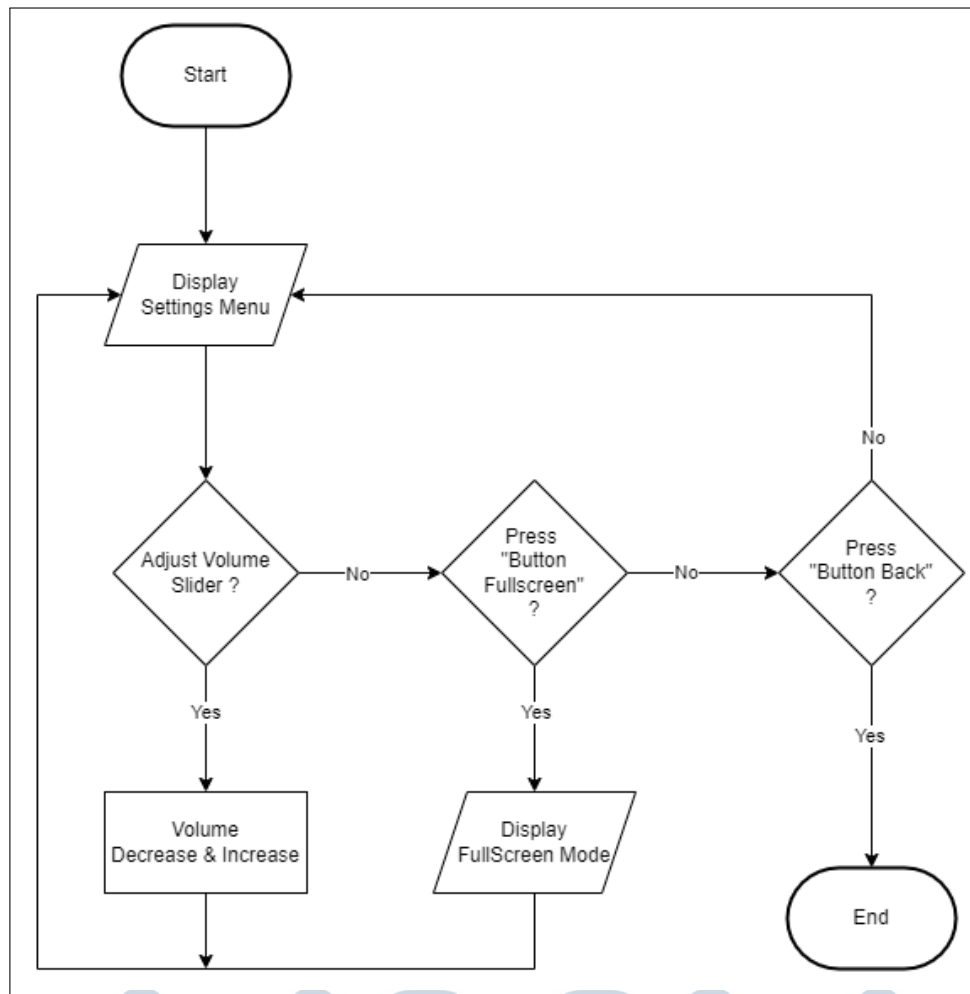 Start
Display
Settings Menu
No
Adjust Volume
Slider ?
No
Press
"Button
Fullscreen"
?
No
Press
"Button Back"
?
Yes
Yes
Yes
Volume
Decrease & Increase
Display
FullScreen Mode
End